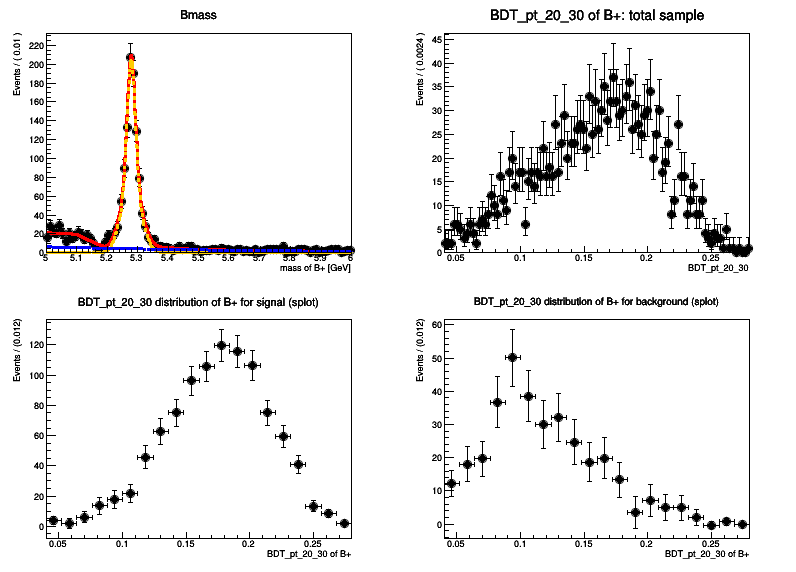 Bmass
Events / ( 0.01 )
220
200
180
160
140
120
100
80
60
40
20
0
5 5.1 5.2 5.3 5.4 5.5 5.6 5.7 5.8 5.9 6
mass of B+ [GeV]
BDT_pt_20_30 of B+: total sample
Events / ( 0.0024 )
45
40
35
30
25
20
15
10
5
0
0.05 0.1 0.15 0.2 0.25
BDT_pt_20_30
BDT_pt_20_30 distribution of B+ for signal (splot)
Events / (0.012)
120
100
80
60
40
20
0
0.05 0.1 0.15 0.2 0.25
BDT_pt_20_30 of B+
BDT_pt_20_30 distribution of B+ for background (splot)
Events / (0.012)
60
50
40
30
20
10
0
0.05 0.1 0.15 0.2 0.25
BDT_pt_20_30 of B+